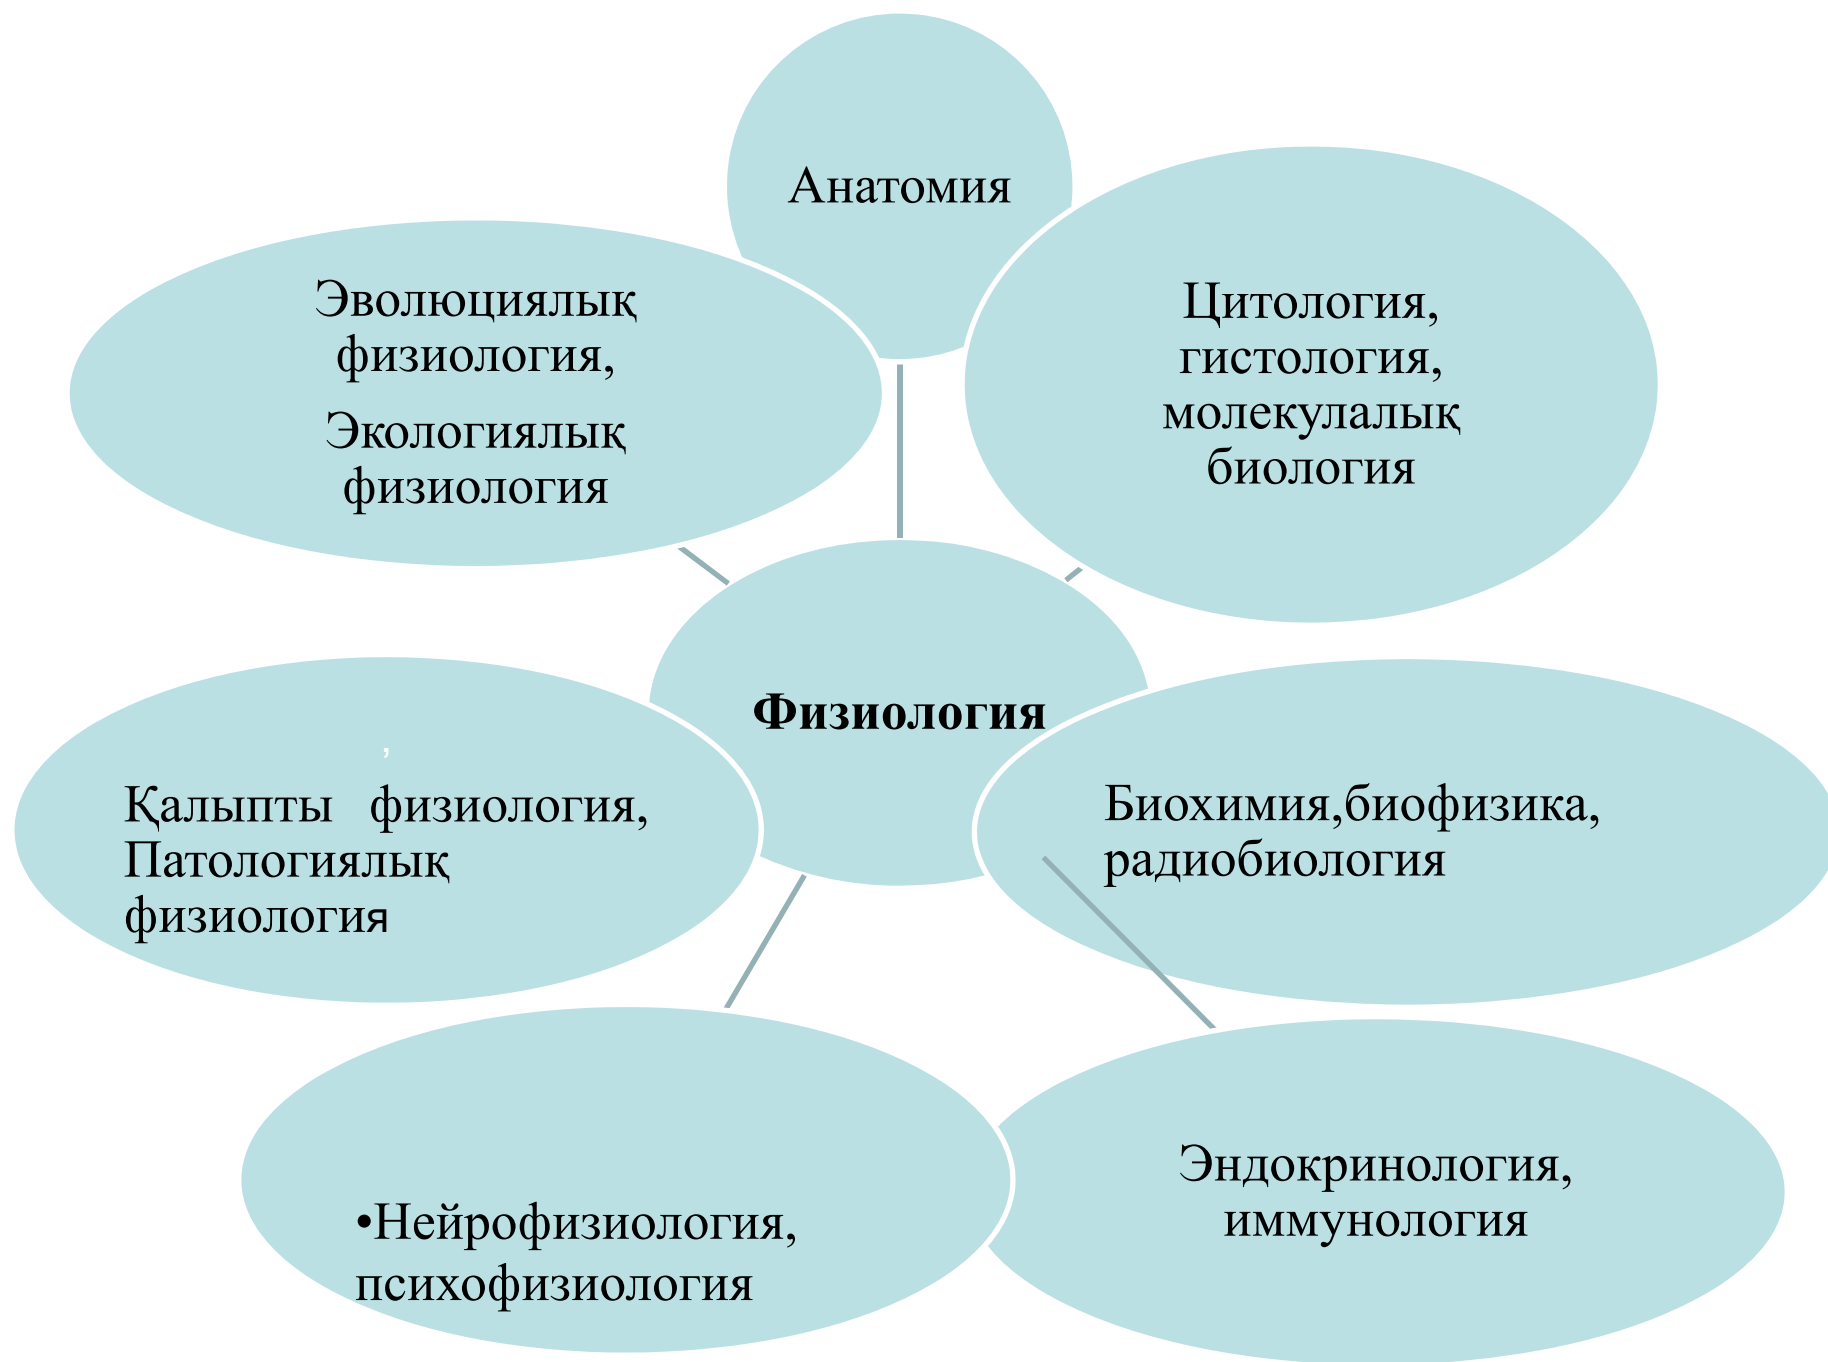 Анатомия
Эволюциялық
физиология,
Экологиялық
физиология
Цитология,
гистология,
молекулалық
биология
Физиология
,
Қалыпты физиология,
Патологиялық
физиология
Биохимия,биофизика,
радиобиология
•Нейрофизиология,
психофизиология
Эндокринология,
иммунология